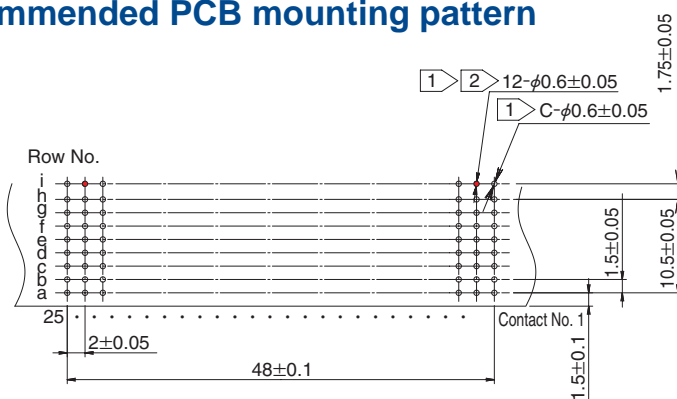 mmended PCB mounting pattern
1.75±0.05
1 2 12-ϕ0.6±0.05
1 C-ϕ0.6±0.05
Row No.
i
h
g
f
e
d
c
b
a
1.5±0.05
10.5±0.05
25
Contact No. 1
2±0.05
48±0.1
1.5±0.1